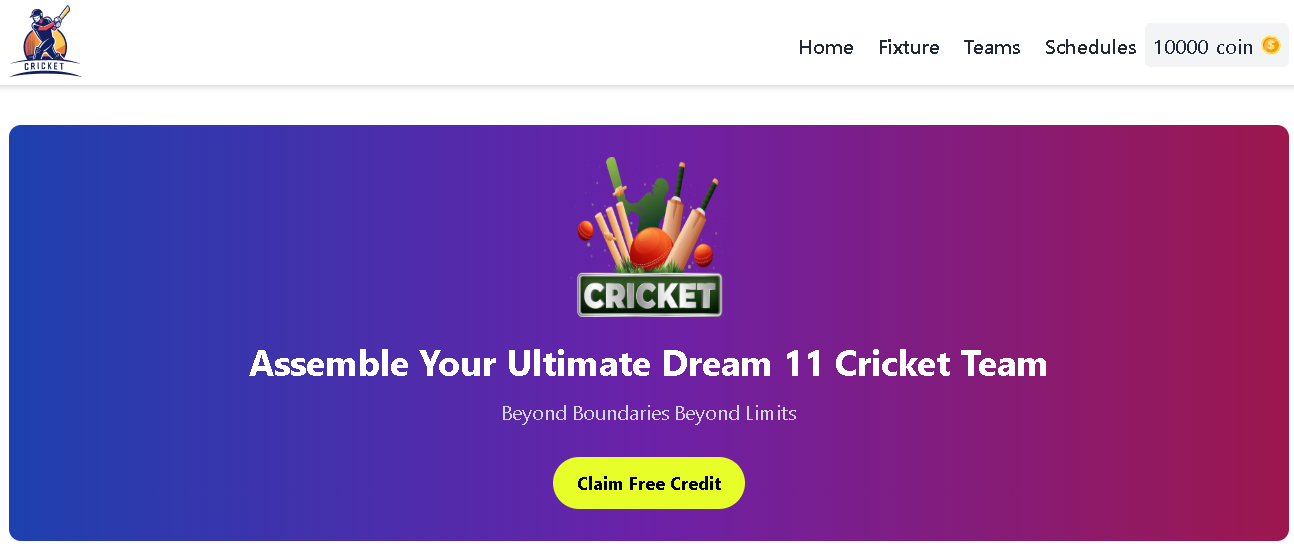 CRICKET
Home Fixture Teams Schedules 10000 coin
CRICKET
Assemble Your Ultimate Dream 11 Cricket Team
Beyond Boundaries Beyond Limits
Claim Free Credit